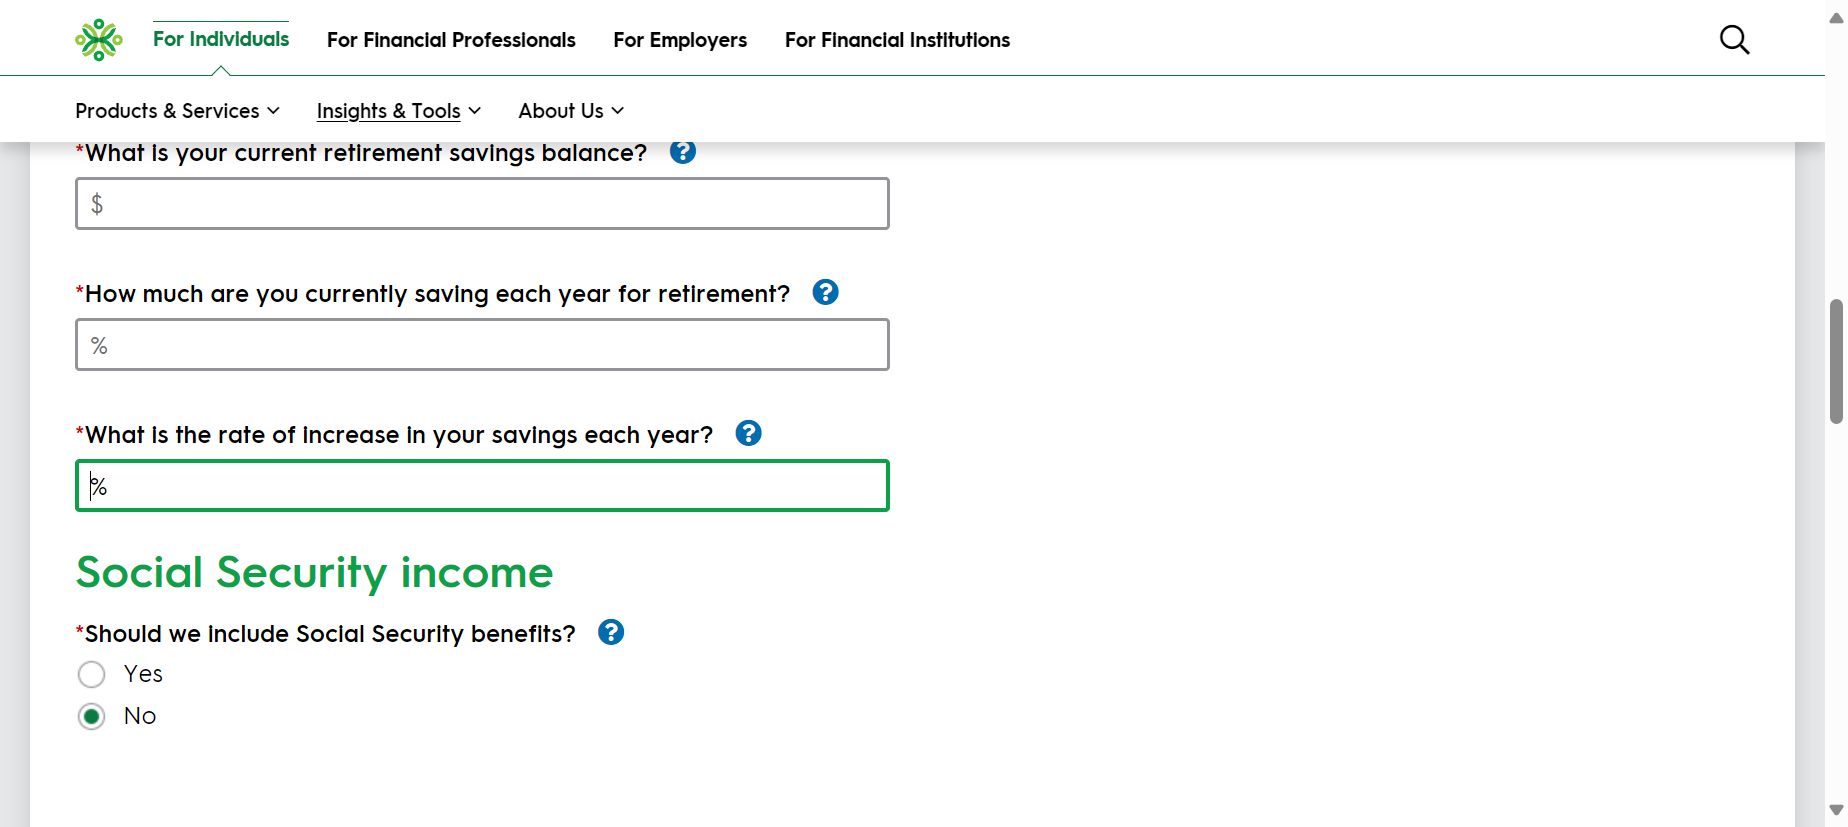 For Individuals For Financial Professionals For Employers For Financial Institutions
Products & Services Insights & Tools About Us
*What is your current retirement savings balance? ?
$
*How much are you currently saving each year for retirement? ?
%
*What is the rate of increase in your savings each year? ?
%
Social Security income
*Should we include Social Security benefits? ?
Yes
No